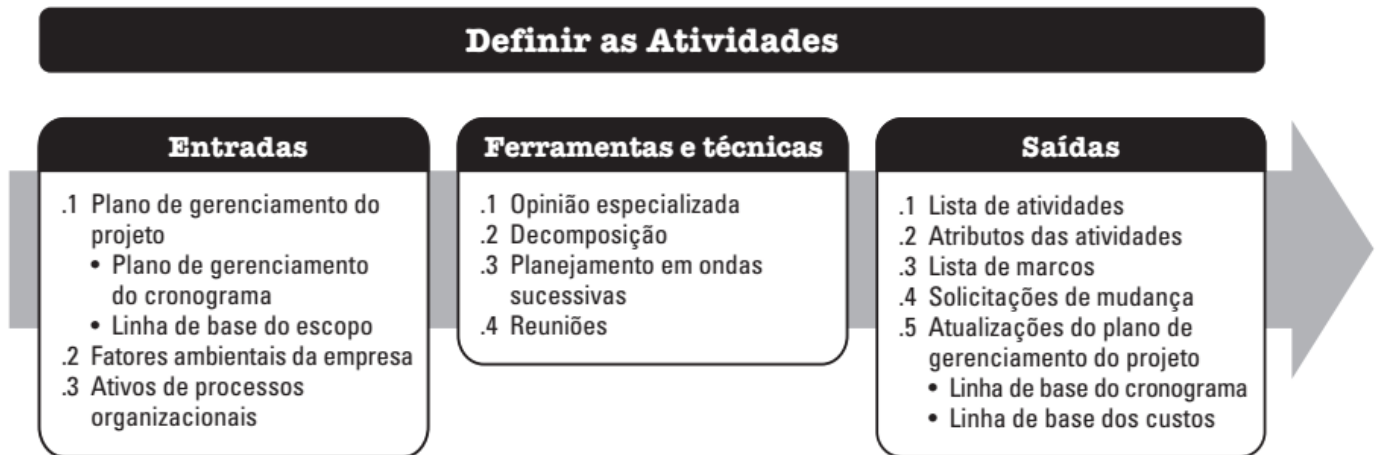 Definir as Atividades
Entradas
.1 Plano de gerenciamento do
projeto
• Plano de gerenciamento
do cronograma
• Linha de base do escopo
.2 Fatores ambientais da empresa
.3 Ativos de processos
organizacionais
Ferramentas e técnicas
.1 Opinião especializada
.2 Decomposição
.3 Planejamento em ondas
sucessivas
.4 Reuniões
Saídas
.1 Lista de atividades
.2 Atributos das atividades
.3 Lista de marcos
.4 Solicitações de mudança
.5 Atualizações do plano de
gerenciamento do projeto
• Linha de base do cronograma
• Linha de base dos custos